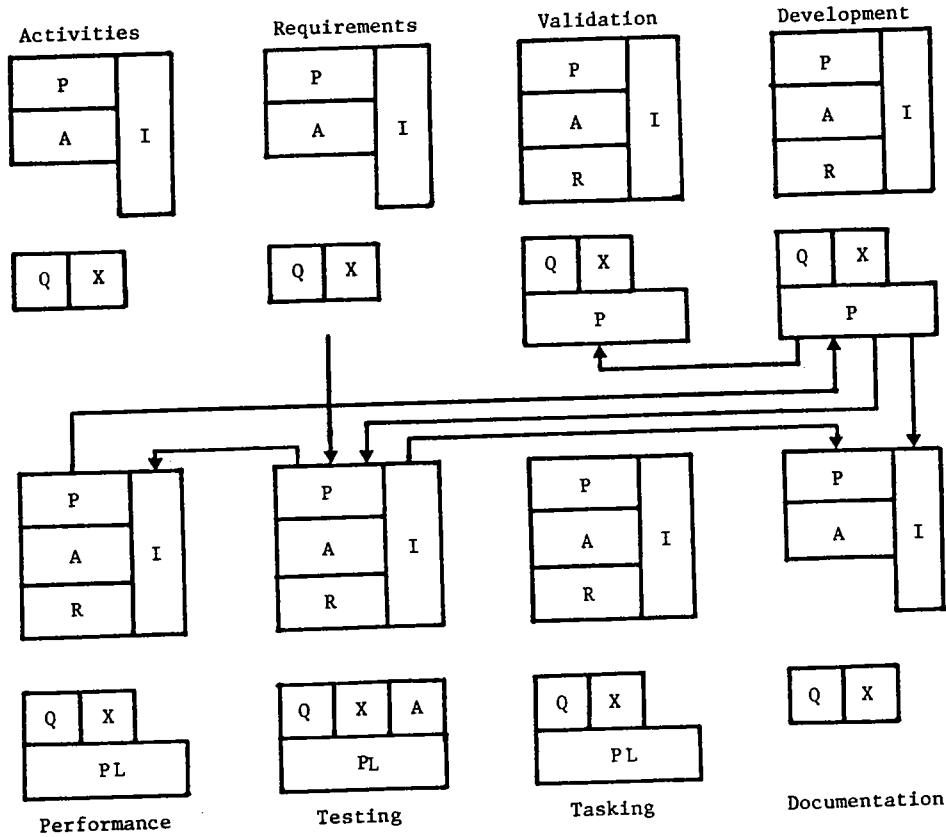 Activities Requirements Validation Development
P P P P
A I A I A I A I
R R
Q X Q X Q X Q X
P P
P P P P
A I A I A I A I
R R R
Q X Q X A Q X Q X
PL PL PL
Performance Testing Tasking Documentation